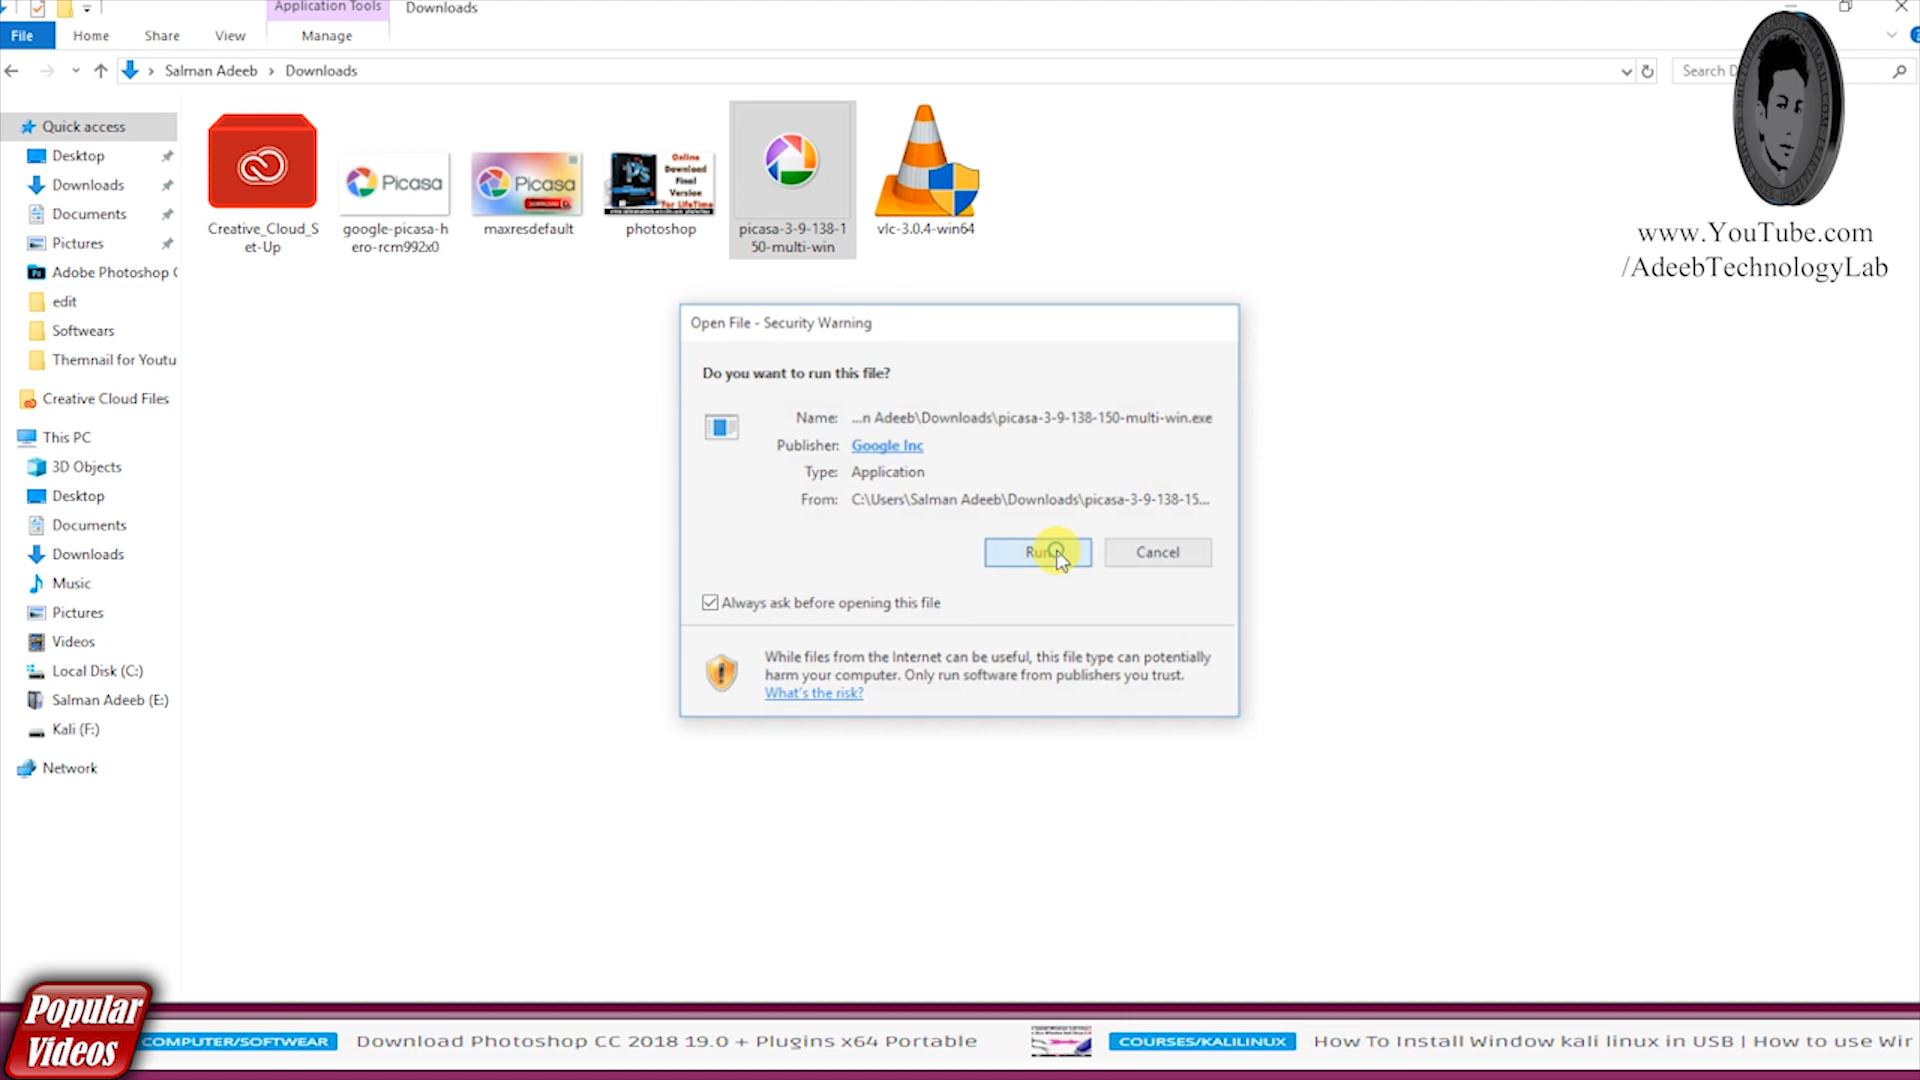 Application Tools
Downloads
File
Home
Share
View
Manage
Salman Adeeb
Downloads
Search D
www.YouTube.com
/AdeebTechnologyLab
Quick access
Desktop
Downloads
Documents
Pictures
Adobe Photoshop C
edit
Softwears
Themnail for Youtu
Creative Cloud Files
This PC
3D Objects
Desktop
Documents
Downloads
Music
Pictures
Videos
Local Disk (C:)
Salman Adeeb (E:)
Kali (F:)
Network
Creative_Cloud_S
et-Up
Picasa
google-picasa-h
ero-rcm992x0
Picasa
DOWNLOAD
maxresdefault
Ps
Online
Download
Final
Version
for LifeTime
photoshop
picasa-3-9-138-1
50-multi-win
vlc-3.0.4-win64
Open File - Security Warning
Do you want to run this file?
Name: ...n Adeeb\Downloads\picasa-3-9-138-150-multi-win.exe
Publisher: Google Inc
Type: Application
From: C:\Users\Salman Adeeb\Downloads\picasa-3-9-138-15...
Run
Cancel
Always ask before opening this file
While files from the Internet can be useful, this file type can potentially
harm your computer. Only run software from publishers you trust.
What's the risk?
Popular
Videos
COMPUTER/SOFTWEAR
Download Photoshop CC 2018 19.0 + Plugins x64 Portable
COURSES/KALILINUX
How To Install Window kali linux in USB | How to use Wir